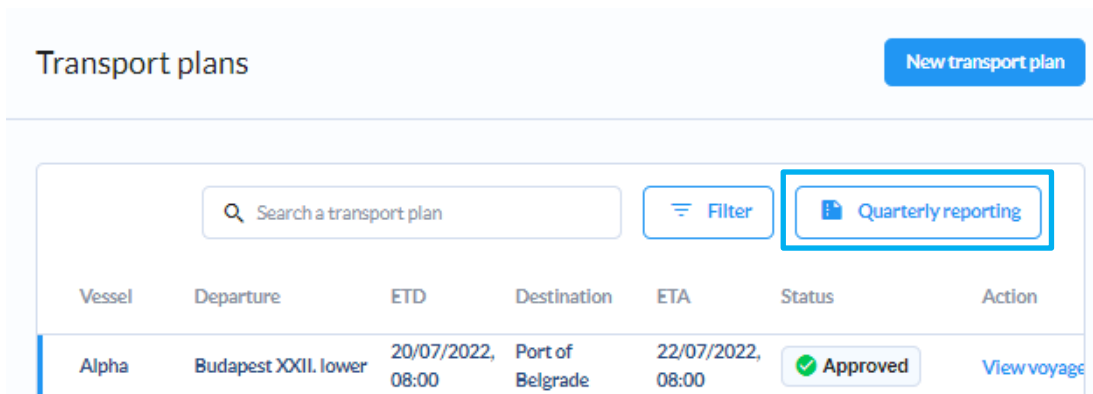 Transport plans
New transport plan
Search a transport plan
Filter
Quarterly reporting
Vessel Departure ETD Destination ETA Status Action
Alpha Budapest XXII. lower 20/07/2022, 08:00 Port of Belgrade 22/07/2022, 08:00 Approved View voyage